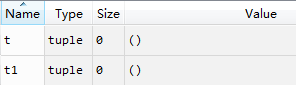 Name Type Size Value
t tuple 0 ()
t1 tuple 0 ()